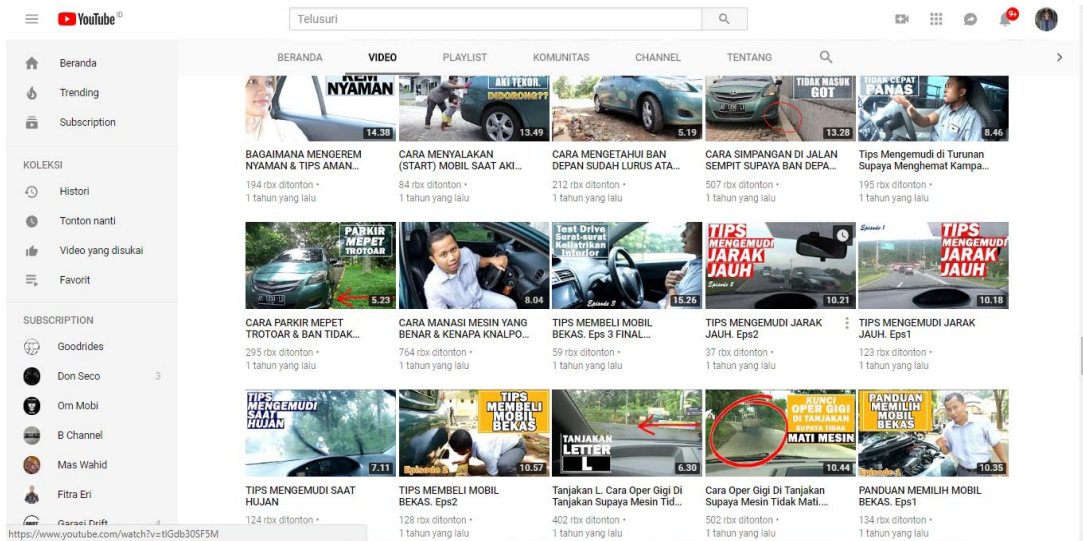 YouTube ID
Telusuri
9+
Beranda
Trending
Subscription
KOLEKSI
Histori
Tonton nanti
Video yang disukai
Favorit
SUBSCRIPTION
Goodrides
Don Seco 3
Om Mobi
B Channel
Mas Wahid
Fitra Eri
Garasi Drift 4
https://www.youtube.com/watch?v=tlGdb30SF5M
BERANDA VIDEO PLAYLIST KOMUNITAS CHANNEL TENTANG
REM
NYAMAN
14.38
BAGAIMANA MENGEREM
NYAMAN & TIPS AMAN...
194 rbx ditonton •
1 tahun yang lalu
AKI TEKOR.
DIDORONG??
13.49
CARA MENYALAKAN
(START) MOBIL SAAT AKI...
84 rbx ditonton •
1 tahun yang lalu
5.19
CARA MENGETAHUI BAN
DEPAN SUDAH LURUS ATA...
212 rbx ditonton •
1 tahun yang lalu
TIDAK MASUK
GOT
13.28
CARA SIMPANGAN DI JALAN
SEMPIT SUPAYA BAN DEPA...
507 rbx ditonton •
1 tahun yang lalu
TIDAK CEPAT
PANAS
8.46
Tips Mengemudi di Turunan
Supaya Menghemat Kampa...
195 rbx ditonton •
1 tahun yang lalu
PARKIR
MEPET
TROTOAR
5.23
CARA PARKIR MEPET
TROTOAR & BAN TIDAK...
295 rbx ditonton •
1 tahun yang lalu
8.04
CARA MANASI MESIN YANG
BENAR & KENAPA KNALPO...
764 rbx ditonton •
1 tahun yang lalu
Test Drive
Surat-surat
Kelistrikan
Interior
Episode 3
15.26
TIPS MEMBELI MOBIL
BEKAS. Eps 3 FINAL...
59 rbx ditonton •
1 tahun yang lalu
TIPS
MENGEMUDI
JARAK
JAUH
Episode 2
10.21
TIPS MENGEMUDI JARAK
JAUH. Eps2
37 rbx ditonton •
1 tahun yang lalu
Episode 1
TIPS
MENGEMUDI
JARAK
JAUH
10.18
TIPS MENGEMUDI JARAK
JAUH. Eps1
123 rbx ditonton •
1 tahun yang lalu
TIPS
MENGEMUDI
SAAT
HUJAN
7.11
TIPS MENGEMUDI SAAT
HUJAN
124 rbx ditonton •
TIPS
MEMBELI
MOBIL
BEKAS
Episode 2
10.57
TIPS MEMBELI MOBIL
BEKAS. Eps2
128 rbx ditonton •
1 tahun yang lalu
TANJAKAN
LETTER
L
6.30
Tanjakan L. Cara Oper Gigi Di
Tanjakan Supaya Mesin Tid...
402 rbx ditonton •
1 tahun yang lalu
KUNCI
OPER GIGI
DI TANJAKAN
SUPAYA TIDAK
MATI MESIN
10.44
Cara Oper Gigi Di Tanjakan
Supaya Mesin Tidak Mati....
502 rbx ditonton •
1 tahun yang lalu
PANDUAN
MEMILIH
MOBIL
BEKAS
Episode 1
10.35
PANDUAN MEMILIH MOBIL
BEKAS. Eps1
134 rbx ditonton •
1 tahun yang lalu